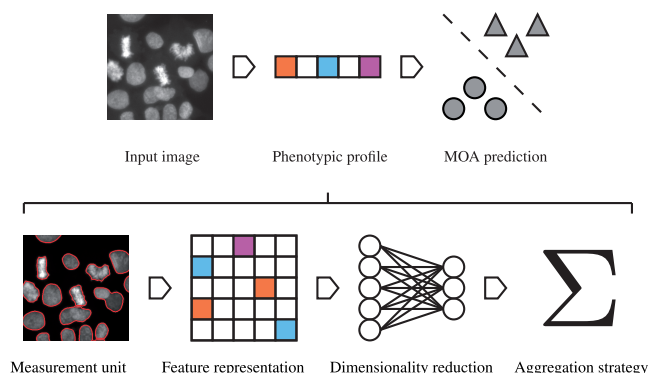 Input image
Phenotypic profile
MOA prediction
Σ
Measurement unit
Feature representation
Dimensionality reduction
Aggregation strategy